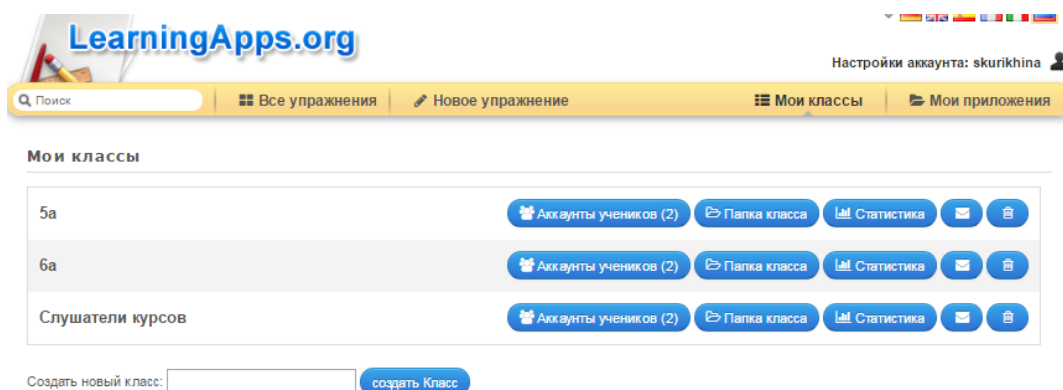 LearningApps.org
Настройки аккаунта: skurikhina
Поиск Все упражнения Новое упражнение Мои классы Мои приложения
Мои классы
5а Аккаунты учеников (2) Папка класса Статистика
6а Аккаунты учеников (2) Папка класса Статистика
Слушатели курсов Аккаунты учеников (2) Папка класса Статистика
Создать новый класс: создать Класс